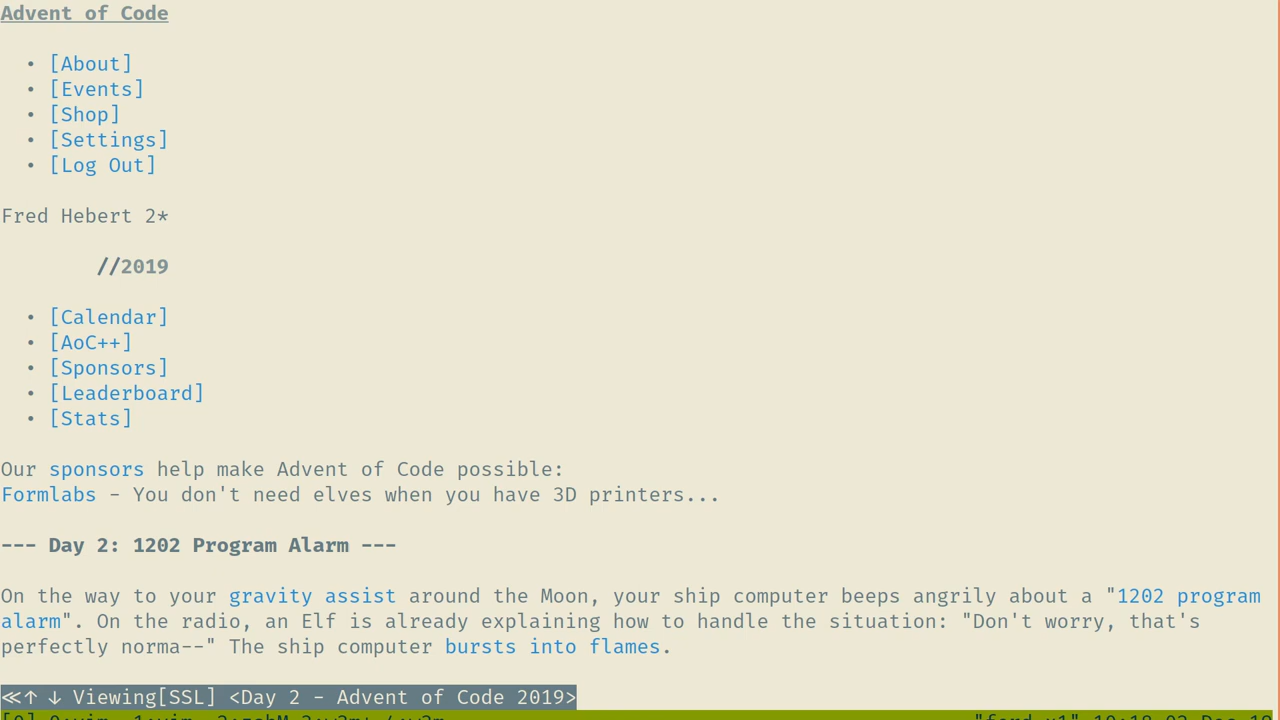 Advent of Code
• [About]
• [Events]
• [Shop]
• [Settings]
• [Log Out]
Fred Hebert 2*
//2019
• [Calendar]
• [AoC++]
• [Sponsors]
• [Leaderboard]
• [Stats]
Our sponsors help make Advent of Code possible:
Formlabs - You don't need elves when you have 3D printers...
--- Day 2: 1202 Program Alarm ---
On the way to your gravity assist around the Moon, your ship computer beeps angrily about a "1202 program
alarm". On the radio, an Elf is already explaining how to handle the situation: "Don't worry, that's
perfectly norma--" The ship computer bursts into flames.
≪↑ ↓ Viewing[SSL] <Day 2 - Advent of Code 2019>